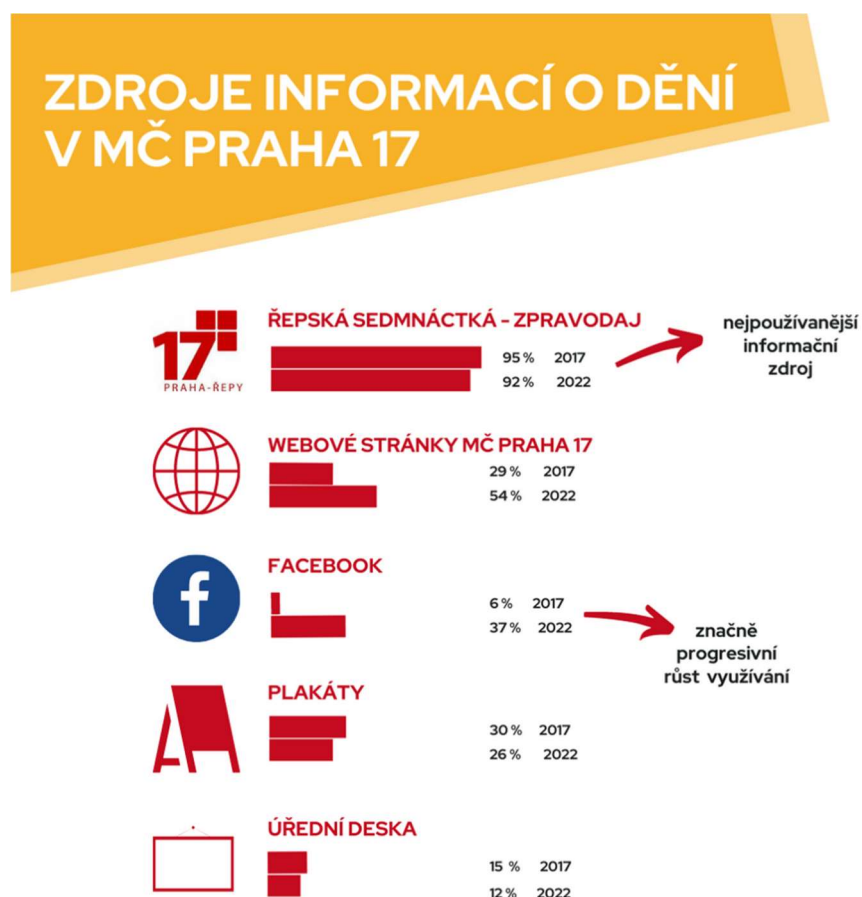 ZDROJE INFORMACÍ O DĚNÍ
V MČ PRAHA 17
17
PRAHA-ŘEPY
ŘEPSKÁ SEDMNÁCTKÁ - ZPRAVODAJ
95 % 2017
92 % 2022
nejpoužívanější
informační
zdroj
WEBOVÉ STRÁNKY MČ PRAHA 17
29 % 2017
54 % 2022
f
FACEBOOK
6 % 2017
37 % 2022
značně
progresivní
růst využívání
PLAKÁTY
30 % 2017
26 % 2022
ÚŘEDNÍ DESKA
15 % 2017
12 % 2022